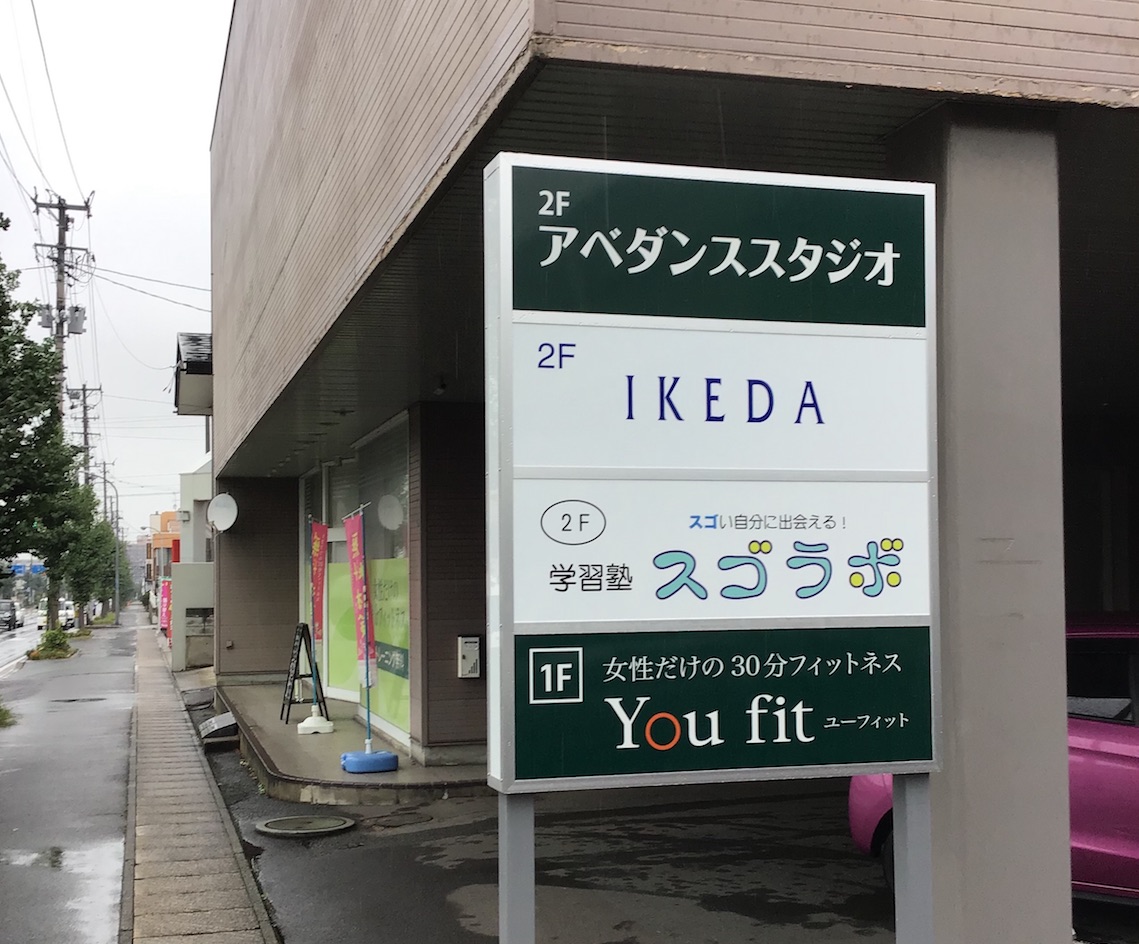 2F
アベダンススタジオ
2F
IKEDA
2F
スゴい自分に出会える！
学習塾 スゴラボ
1F
女性だけの30分フィットネス
You fit ユーフィット